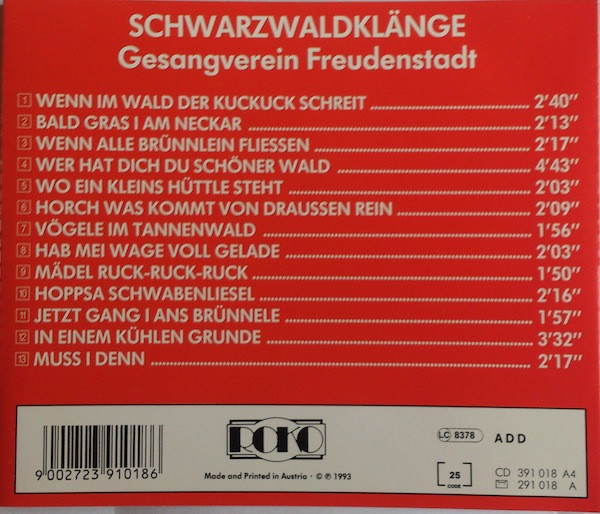 SCHWARZWALDKLÄNGE
Gesangverein Freudenstadt
1 WENN IM WALD DER KUCKUCK SCHREIT 2'40"
2 BALD GRAS I AM NECKAR 2'13"
3 WENN ALLE BRÜNNLEIN FLIESSEN 2'17"
4 WER HAT DICH DU SCHÖNER WALD 4'43"
5 WO EIN KLEINS HÜTTLE STEHT 2'03"
6 HORCH WAS KOMMT VON DRAUSSEN REIN 2'09"
7 VÖGELE IM TANNENWALD 1'56"
8 HAB MEI WAGE VOLL GELADE 2'03"
9 MÄDEL RUCK-RUCK-RUCK 1'50"
10 HOPPSA SCHWABENLIESEL 2'16"
11 JETZT GANG I ANS BRÜNNELE 1'57"
12 IN EINEM KÜHLEN GRUNDE 3'32"
13 MUSS I DENN 2'17"
9 002723 910186
ROKO
Made and Printed in Austria · © ℗ 1993
LC 8378 ADD
25
CODE
CD 391 018 A4
291 018 A